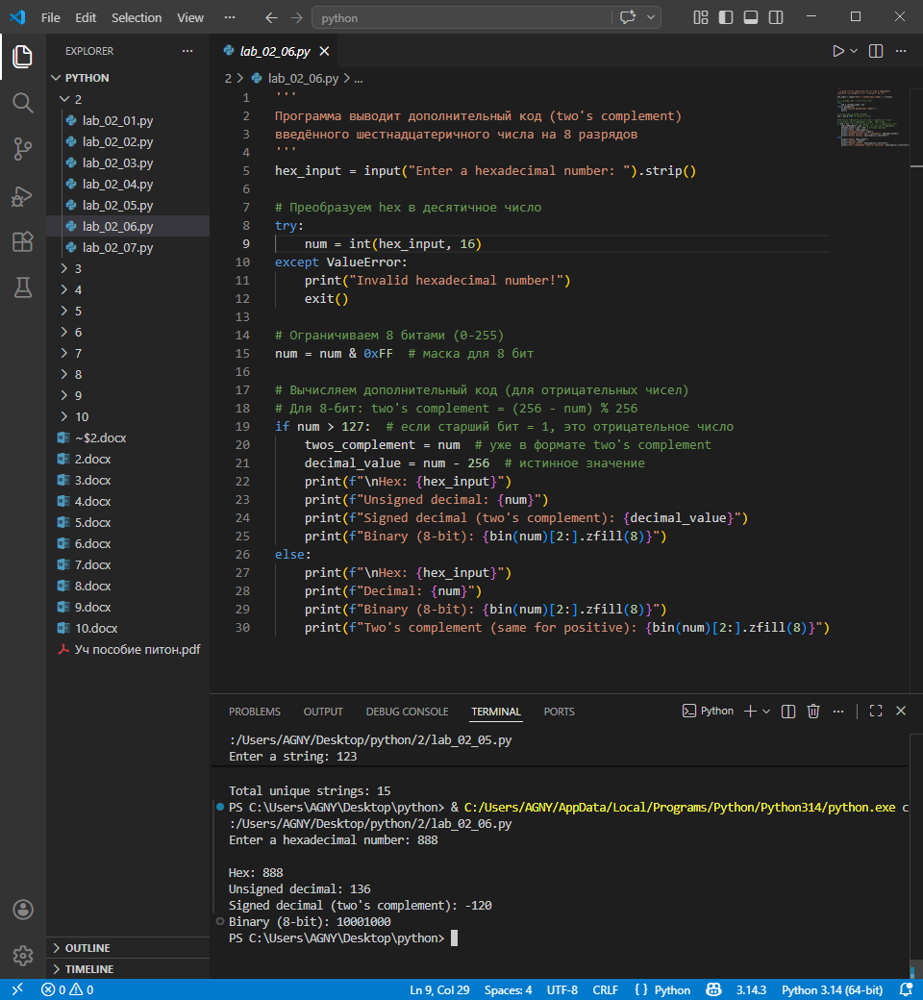 File Edit Selection View ··· python
EXPLORER ···
PYTHON
2
lab_02_01.py
lab_02_02.py
lab_02_03.py
lab_02_04.py
lab_02_05.py
lab_02_06.py
lab_02_07.py
3
4
5
6
7
8
9
10
~$2.docx
2.docx
3.docx
4.docx
5.docx
6.docx
7.docx
8.docx
9.docx
10.docx
Уч пособие питон.pdf
OUTLINE
TIMELINE
lab_02_06.py
2 > lab_02_06.py > ...
1 '''
2 Программа выводит дополнительный код (two's complement)
3 введённого шестнадцатеричного числа на 8 разрядов
4 '''
5 hex_input = input("Enter a hexadecimal number: ").strip()
6
7 # Преобразуем hex в десятичное число
8 try:
9     num = int(hex_input, 16)
10 except ValueError:
11     print("Invalid hexadecimal number!")
12     exit()
13
14 # Ограничиваем 8 битами (0-255)
15 num = num & 0xFF  # маска для 8 бит
16
17 # Вычисляем дополнительный код (для отрицательных чисел)
18 # Для 8-бит: two's complement = (256 - num) % 256
19 if num > 127:  # если старший бит = 1, это отрицательное число
20     twos_complement = num  # уже в формате two's complement
21     decimal_value = num - 256  # истинное значение
22     print(f"\nHex: {hex_input}")
23     print(f"Unsigned decimal: {num}")
24     print(f"Signed decimal (two's complement): {decimal_value}")
25     print(f"Binary (8-bit): {bin(num)[2:].zfill(8)}")
26 else:
27     print(f"\nHex: {hex_input}")
28     print(f"Decimal: {num}")
29     print(f"Binary (8-bit): {bin(num)[2:].zfill(8)}")
30     print(f"Two's complement (same for positive): {bin(num)[2:].zfill(8)}")
PROBLEMS OUTPUT DEBUG CONSOLE TERMINAL PORTS Python
:/Users/AGNY/Desktop/python/2/lab_02_05.py
Enter a string: 123
Total unique strings: 15
PS C:\Users\AGNY\Desktop\python> & C:/Users/AGNY/AppData/Local/Programs/Python/Python314/python.exe c
:/Users/AGNY/Desktop/python/2/lab_02_06.py
Enter a hexadecimal number: 888
Hex: 888
Unsigned decimal: 136
Signed decimal (two's complement): -120
Binary (8-bit): 10001000
PS C:\Users\AGNY\Desktop\python>
0 0 Ln 9, Col 29 Spaces: 4 UTF-8 CRLF { } Python 3.14.3 Python 3.14 (64-bit)